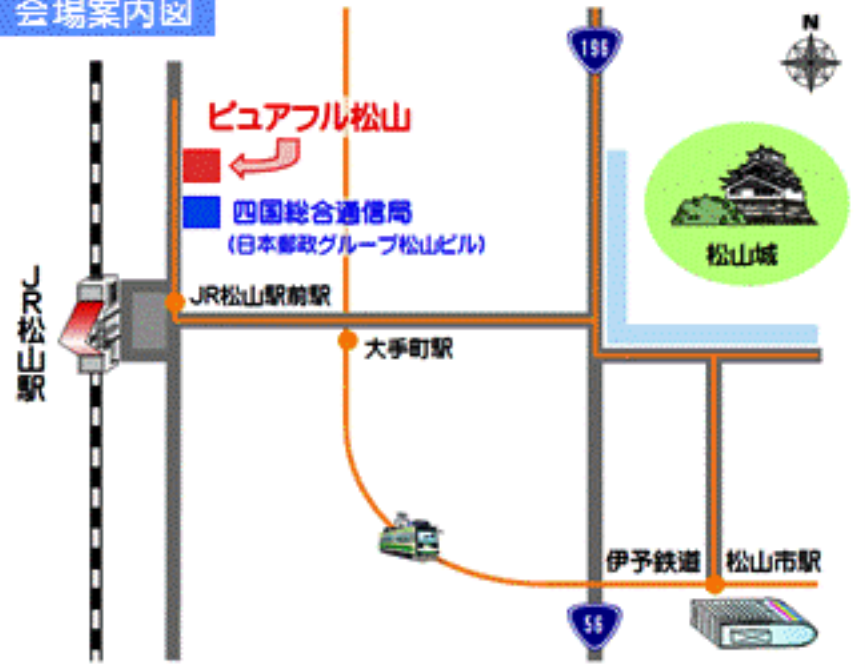 会場案内図
N
196
ピュアフル松山
四国総合通信局
(日本郵政グループ松山ビル)
松山城
JR松山駅
JR松山駅前駅
大手町駅
伊予鉄道
松山市駅
56